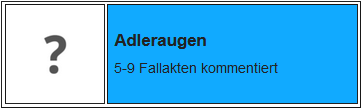 ?
Adleraugen
5-9 Fallakten kommentiert